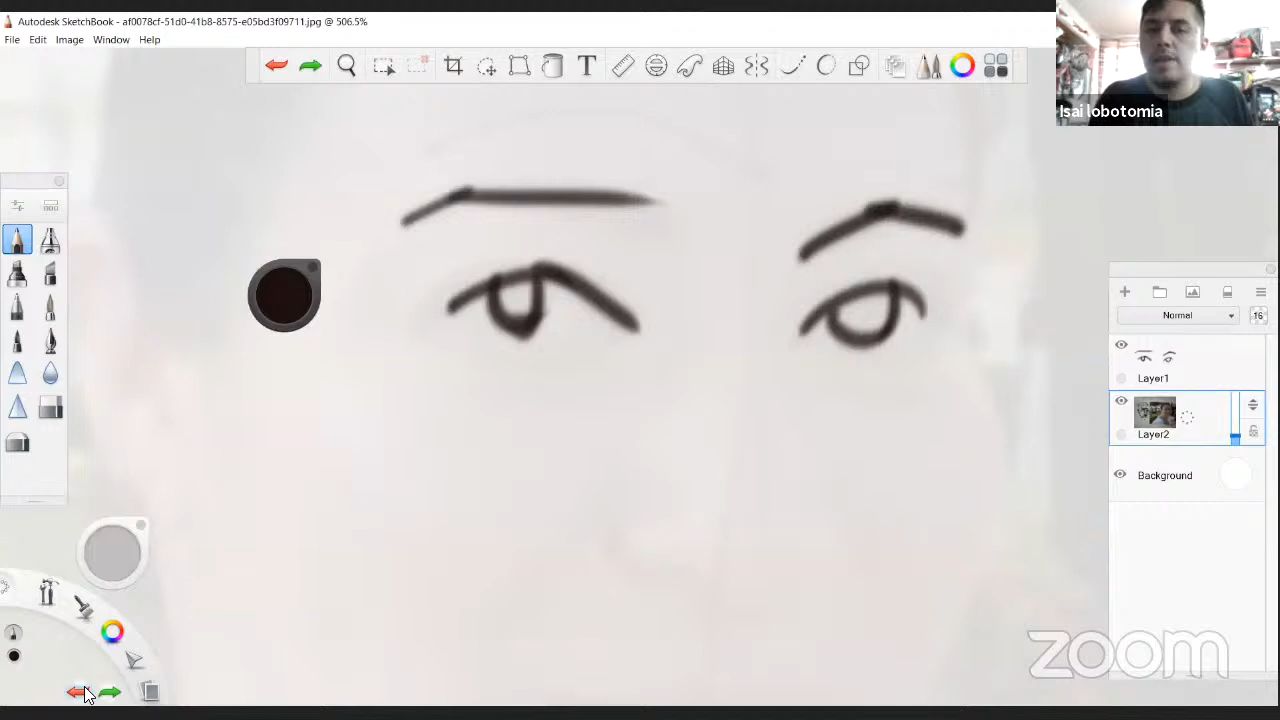 Autodesk SketchBook - af0078cf-51d0-41b8-8575-e05bd3f09711.jpg @ 506.5%
File Edit Image Window Help
T
Isai lobotomia
Normal
16
Layer1
Layer2
Background
zoom